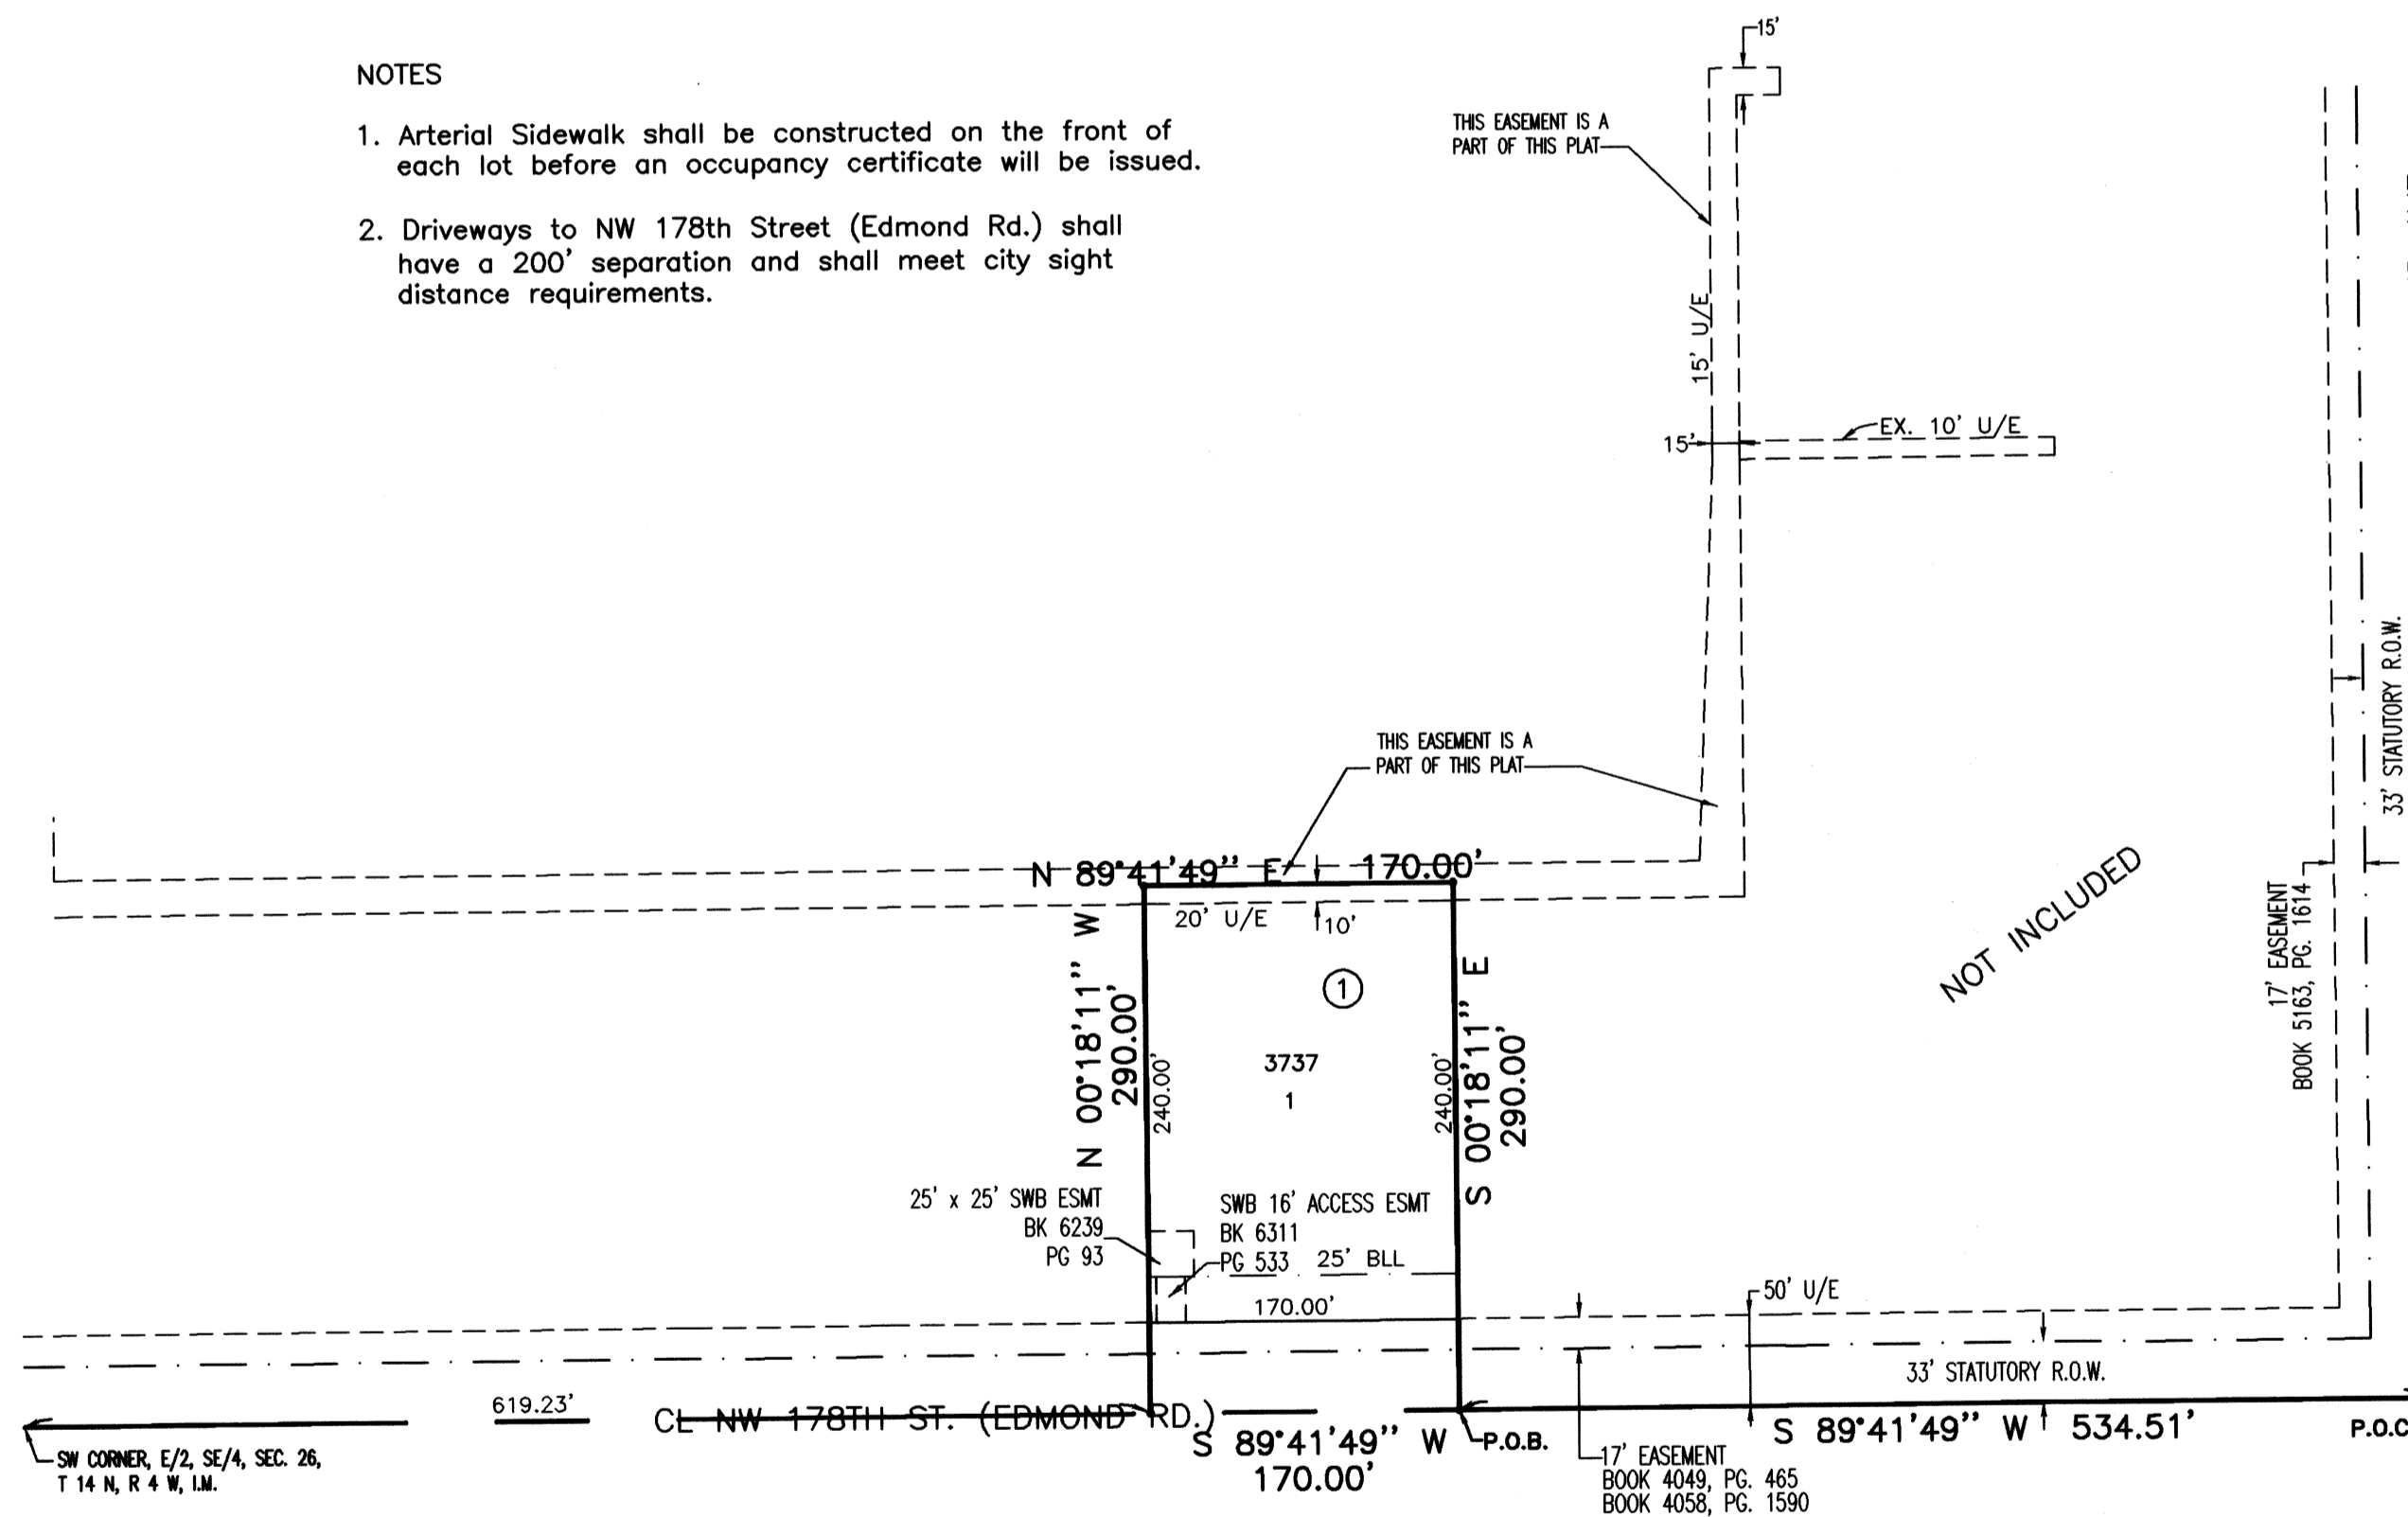 NOTES
1. Arterial Sidewalk shall be constructed on the front of
each lot before an occupancy certificate will be issued.
2. Driveways to NW 178th Street (Edmond Rd.) shall
have a 200' separation and shall meet city sight
distance requirements.
15'
THIS EASEMENT IS A
PART OF THIS PLAT
15' U/E
15'
EX. 10' U/E
33' STATUTORY R.O.W.
THIS EASEMENT IS A
PART OF THIS PLAT
N 89°41'49" E 170.00'
20' U/E
10'
NOT INCLUDED
17' EASEMENT
BOOK 5163, PG. 1614
N 00°18'11" W
290.00'
240.00'
1
3737
1
240.00'
S 00°18'11" E
290.00'
25' x 25' SWB ESMT
BK 6239
PG 93
SWB 16' ACCESS ESMT
BK 6311
PG 533
25' BLL
170.00'
50' U/E
33' STATUTORY R.O.W.
619.23'
CL NW 178TH ST. (EDMOND RD.)
S 89°41'49" W
170.00'
P.O.B.
S 89°41'49" W 534.51'
P.O.C
SW CORNER, E/2, SE/4, SEC. 26,
T 14 N, R 4 W, I.M.
17' EASEMENT
BOOK 4049, PG. 465
BOOK 4058, PG. 1590